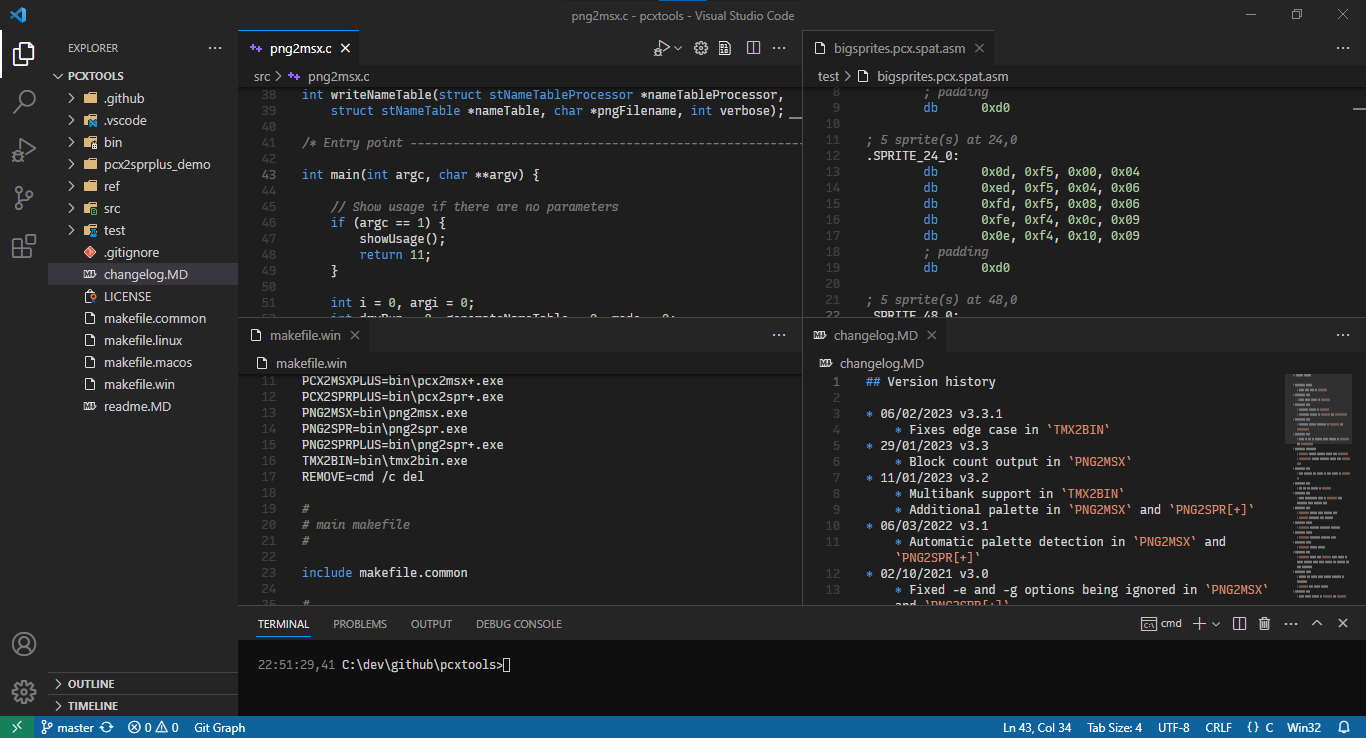 png2msx.c - pcxtools - Visual Studio Code
EXPLORER
PCXTOOLS
.github
.vscode
bin
pcx2sprplus_demo
ref
src
test
.gitignore
changelog.MD
LICENSE
makefile.common
makefile.linux
makefile.macos
makefile.win
readme.MD
OUTLINE
TIMELINE
png2msx.c
src > png2msx.c
38 int writeNameTable(struct stNameTableProcessor *nameTableProcessor,
39 struct stNameTable *nameTable, char *pngFilename, int verbose);
40
41 /* Entry point ------------------------------------------------------
42
43 int main(int argc, char **argv) {
44
45 // Show usage if there are no parameters
46 if (argc == 1) {
47 showUsage();
48 return 11;
49 }
50
51 int i = 0, argi = 0;
bigsprites.pcx.spat.asm
test > bigsprites.pcx.spat.asm
8 ; padding
9 db 0xd0
10
11 ; 5 sprite(s) at 24,0
12 .SPRITE_24_0:
13 db 0x0d, 0xf5, 0x00, 0x04
14 db 0xed, 0xf5, 0x04, 0x06
15 db 0xfd, 0xf5, 0x08, 0x06
16 db 0xfe, 0xf4, 0x0c, 0x09
17 db 0x0e, 0xf4, 0x10, 0x09
18 ; padding
19 db 0xd0
20
21 ; 5 sprite(s) at 48,0
22 .SPRITE_48_0:
makefile.win
makefile.win
11 PCX2MSXPLUS=bin\pcx2msx+.exe
12 PCX2SPRPLUS=bin\pcx2spr+.exe
13 PNG2MSX=bin\png2msx.exe
14 PNG2SPR=bin\png2spr.exe
15 PNG2SPRPLUS=bin\png2spr+.exe
16 TMX2BIN=bin\tmx2bin.exe
17 REMOVE=cmd /c del
18
19 #
20 # main makefile
21 #
22
23 include makefile.common
24
25 #
changelog.MD
changelog.MD
1 ## Version history
2
3 * 06/02/2023 v3.3.1
4 * Fixes edge case in `TMX2BIN`
5 * 29/01/2023 v3.3
6 * Block count output in `PNG2MSX`
7 * 11/01/2023 v3.2
8 * Multibank support in `TMX2BIN`
9 * Additional palette in `PNG2MSX` and `PNG2SPR[+]`
10 * 06/03/2022 v3.1
11 * Automatic palette detection in `PNG2MSX` and
`PNG2SPR[+]`
12 * 02/10/2021 v3.0
13 * Fixed -e and -g options being ignored in `PNG2MSX`
and `PNG2SPR[+]`
TERMINAL PROBLEMS OUTPUT DEBUG CONSOLE
cmd
22:51:29,41 C:\dev\github\pcxtools>
master 0 0 Git Graph
Ln 43, Col 34 Tab Size: 4 UTF-8 CRLF {} C Win32